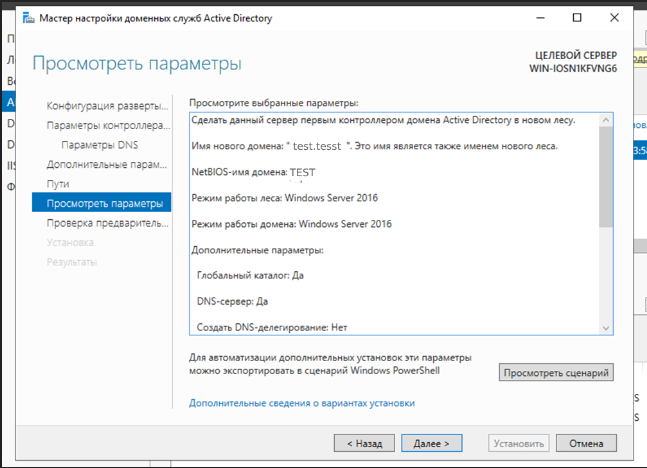 Мастер настройки доменных служб Active Directory
Просмотреть параметры
ЦЕЛЕВОЙ СЕРВЕР
WIN-IOSN1KFVNG6
Конфигурация разверты...
Параметры контроллера...
Параметры DNS
Дополнительные парам...
Пути
Просмотреть параметры
Проверка предваритель...
Установка
Результаты
Просмотрите выбранные параметры:
Сделать данный сервер первым контроллером домена Active Directory в новом лесу.
Имя нового домена: " test.tesst ". Это имя является также именем нового леса.
NetBIOS-имя домена: TEST
Режим работы леса: Windows Server 2016
Режим работы домена: Windows Server 2016
Дополнительные параметры:
Глобальный каталог: Да
DNS-сервер: Да
Создать DNS-делегирование: Нет
Для автоматизации дополнительных установок эти параметры
можно экспортировать в сценарий Windows PowerShell
Просмотреть сценарий
Дополнительные сведения о вариантах установки
< Назад
Далее >
Установить
Отмена